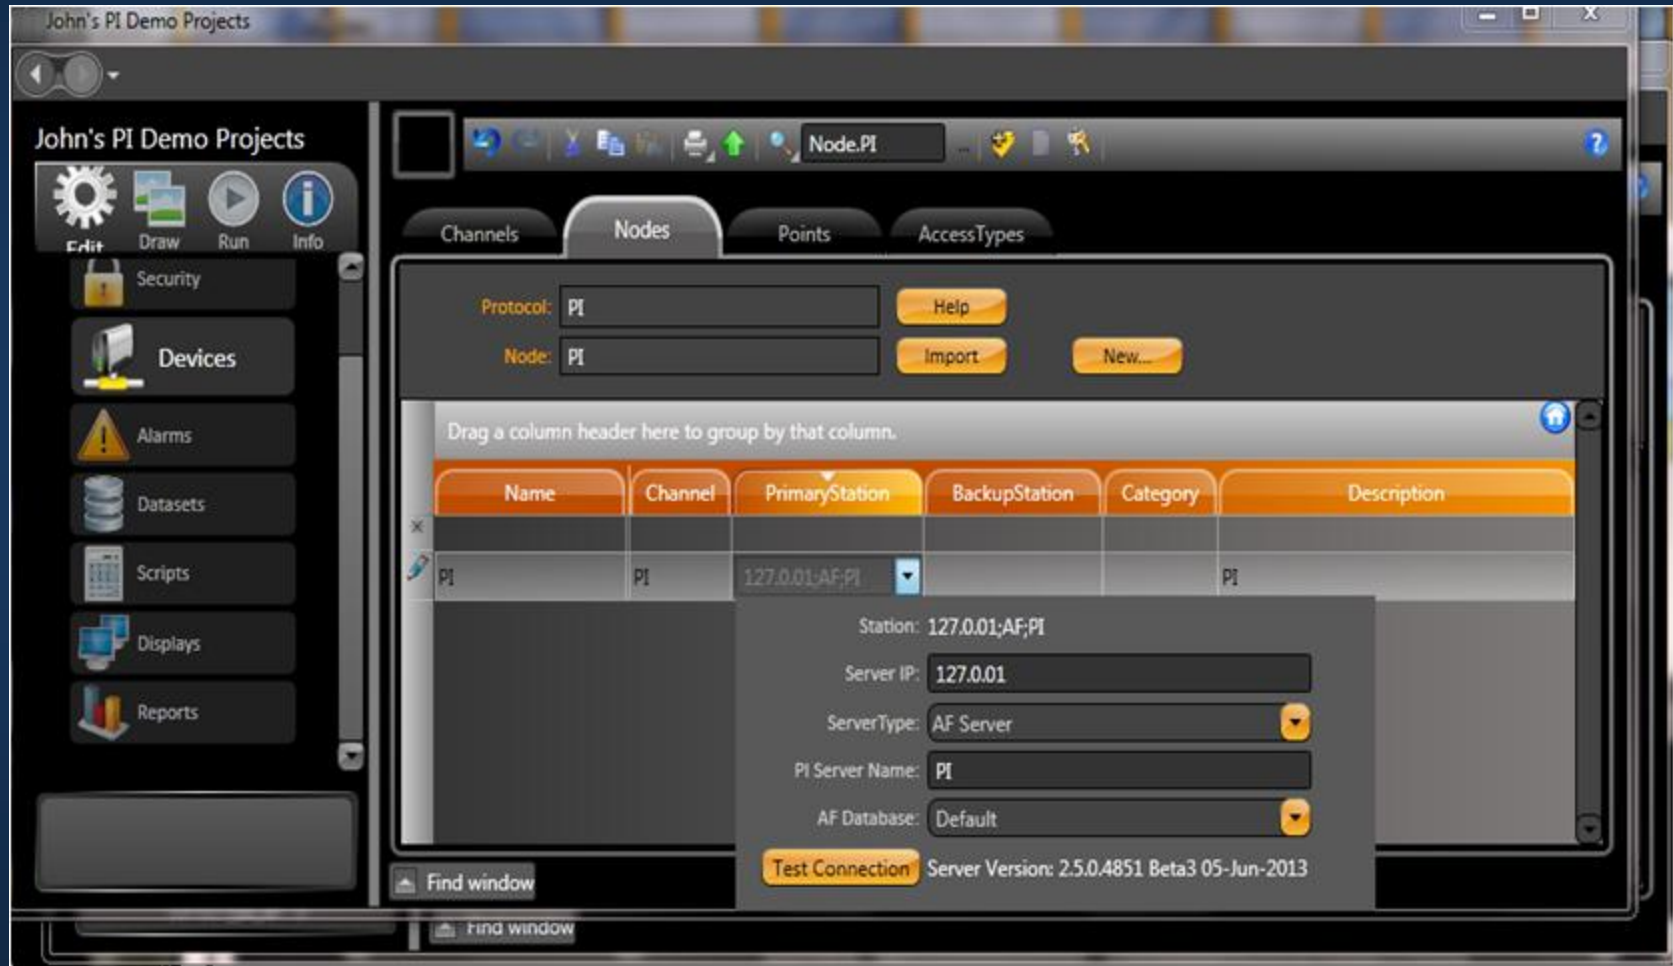 John's PI Demo Projects
John's PI Demo Projects
Edit
Draw
Run
Info
Node.PI
...
Channels
Nodes
Points
AccessTypes
Security
Devices
Alarms
Datasets
Scripts
Displays
Reports
Protocol: PI
Help
Node: PI
Import
New...
Drag a column header here to group by that column.
Name Channel PrimaryStation BackupStation Category Description
PI PI 127.0.01;AF;PI PI
Station: 127.0.01;AF;PI
Server IP: 127.0.01
ServerType: AF Server
PI Server Name: PI
AF Database: Default
Test Connection Server Version: 2.5.0.4851 Beta3 05-Jun-2013
Find window
Find window